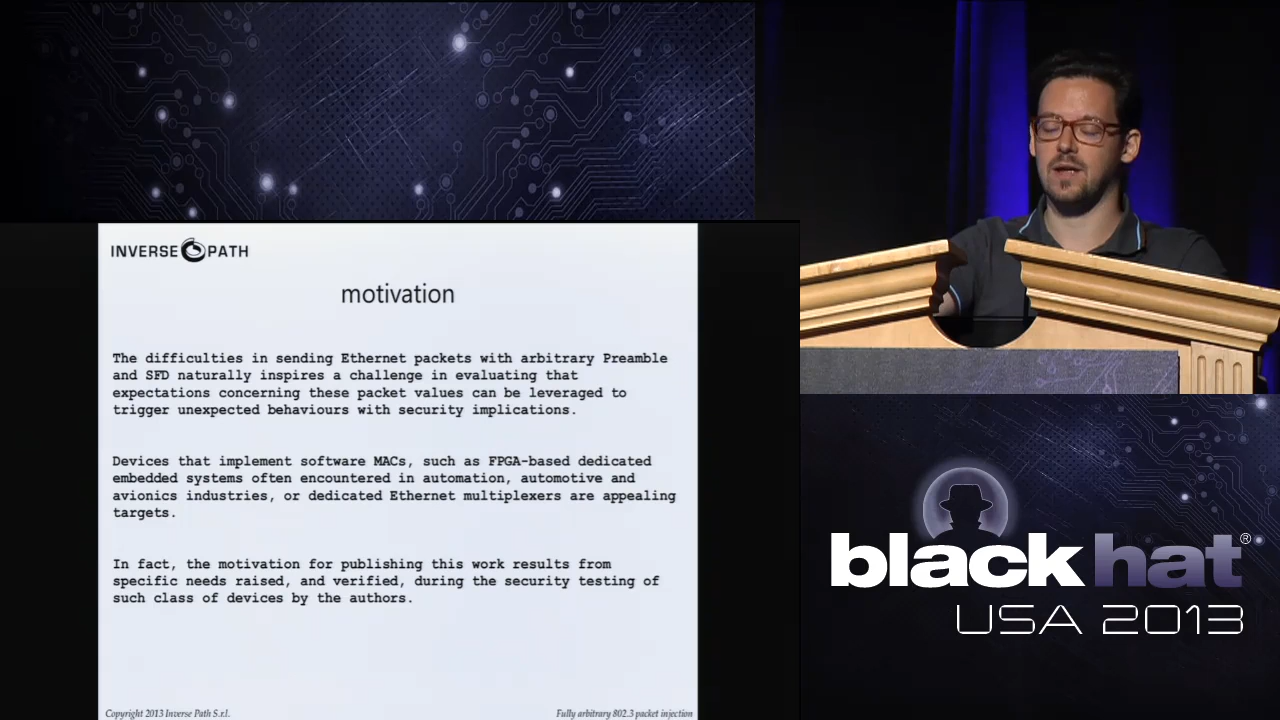 INVERSE PATH
motivation
The difficulties in sending Ethernet packets with arbitrary Preamble
and SFD naturally inspires a challenge in evaluating that
expectations concerning these packet values can be leveraged to
trigger unexpected behaviours with security implications.
Devices that implement software MACs, such as FPGA-based dedicated
embedded systems often encountered in automation, automotive and
avionics industries, or dedicated Ethernet multiplexers are appealing
targets.
In fact, the motivation for publishing this work results from
specific needs raised, and verified, during the security testing of
such class of devices by the authors.
Copyright 2013 Inverse Path S.r.l.
Fully arbitrary 802.3 packet injection
black hat®
USA 2013